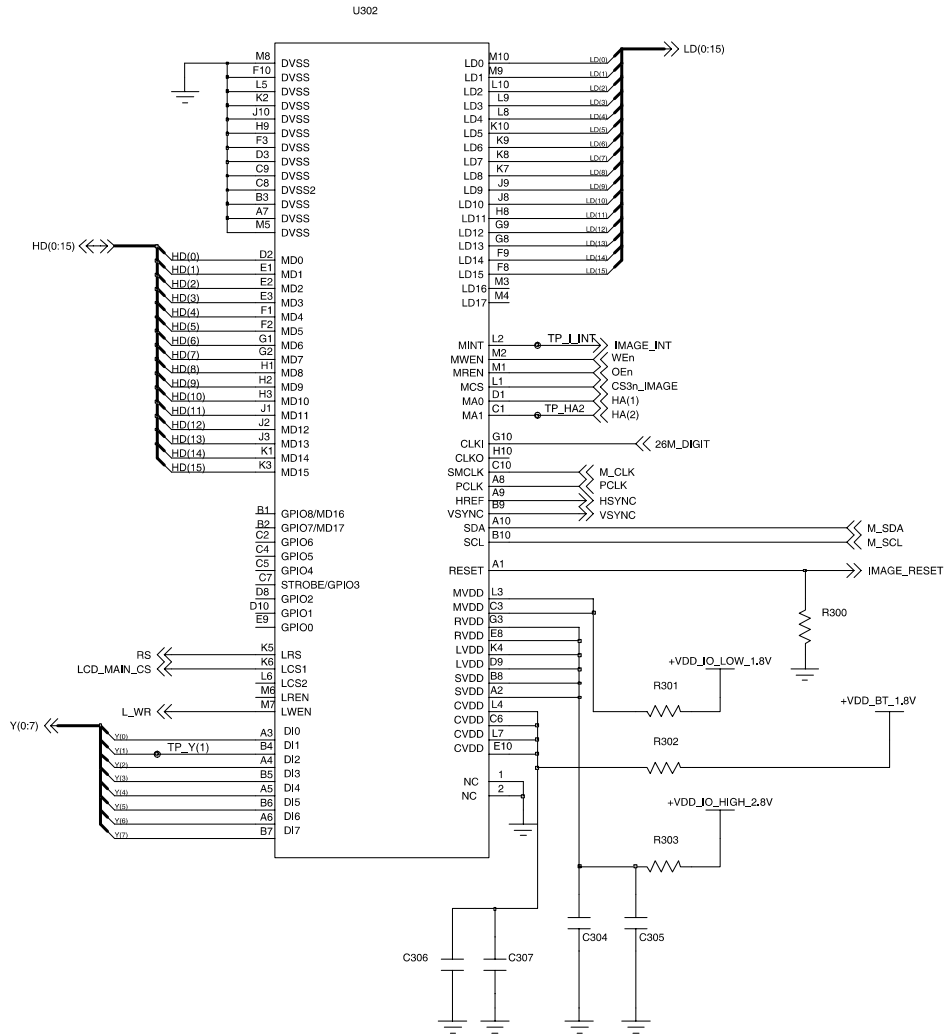 U302
M8 DVSS
F10 DVSS
L5 DVSS
K2 DVSS
J10 DVSS
H9 DVSS
F3 DVSS
D3 DVSS
C9 DVSS
C8 DVSS2
B3 DVSS
A7 DVSS
M5 DVSS
HD(0:15)
HD(0) D2 MD0
HD(1) E1 MD1
HD(2) E2 MD2
HD(3) E3 MD3
HD(4) F1 MD4
HD(5) F2 MD5
HD(6) G1 MD6
HD(7) G2 MD7
HD(8) H1 MD8
HD(9) H2 MD9
HD(10) H3 MD10
HD(11) J1 MD11
HD(12) J2 MD12
HD(13) J3 MD13
HD(14) K1 MD14
HD(15) K3 MD15
B1 GPIO8/MD16
B2 GPIO7/MD17
C2 GPIO6
C4 GPIO5
C5 GPIO4
C7 STROBE/GPIO3
D8 GPIO2
D10 GPIO1
E9 GPIO0
RS K5 LRS
LCD_MAIN_CS K6 LCS1
L6 LCS2
M6 LREN
L_WR M7 LWEN
Y(0:7)
Y(0) A3 DI0
Y(1) TP_Y(1) B4 DI1
Y(2) A4 DI2
Y(3) B5 DI3
Y(4) A5 DI4
Y(5) B6 DI5
Y(6) A6 DI6
Y(7) B7 DI7
LD(0:15)
LD0 M10 LD(0)
LD1 M9 LD(1)
LD2 L10 LD(2)
LD3 L9 LD(3)
LD4 L8 LD(4)
LD5 K10 LD(5)
LD6 K9 LD(6)
LD7 K8 LD(7)
LD8 K7 LD(8)
LD9 J9 LD(9)
LD10 J8 LD(10)
LD11 H8 LD(11)
LD12 G9 LD(12)
LD13 G8 LD(13)
LD14 F9 LD(14)
LD15 F8 LD(15)
LD16 M3
LD17 M4
MINT L2 TP_I_INT IMAGE_INT
MWEN M2 WEn
MREN M1 OEn
MCS L1 CS3n_IMAGE
MA0 D1 HA(1)
MA1 C1 TP_HA2 HA(2)
CLKI G10 26M_DIGIT
CLKO H10
SMCLK C10 M_CLK
PCLK A8 PCLK
HREF A9 HSYNC
VSYNC B9 VSYNC
SDA A10 M_SDA
SCL B10 M_SCL
RESET A1 IMAGE_RESET
R300
MVDD L3
MVDD C3
RVDD G3
RVDD E8
LVDD K4
LVDD D9
SVDD B8
SVDD A2
CVDD L4
CVDD C6
CVDD L7
CVDD E10
NC 1
NC 2
+VDD_IO_LOW_1.8V
R301
+VDD_BT_1.8V
R302
+VDD_IO_HIGH_2.8V
R303
C304
C305
C306
C307